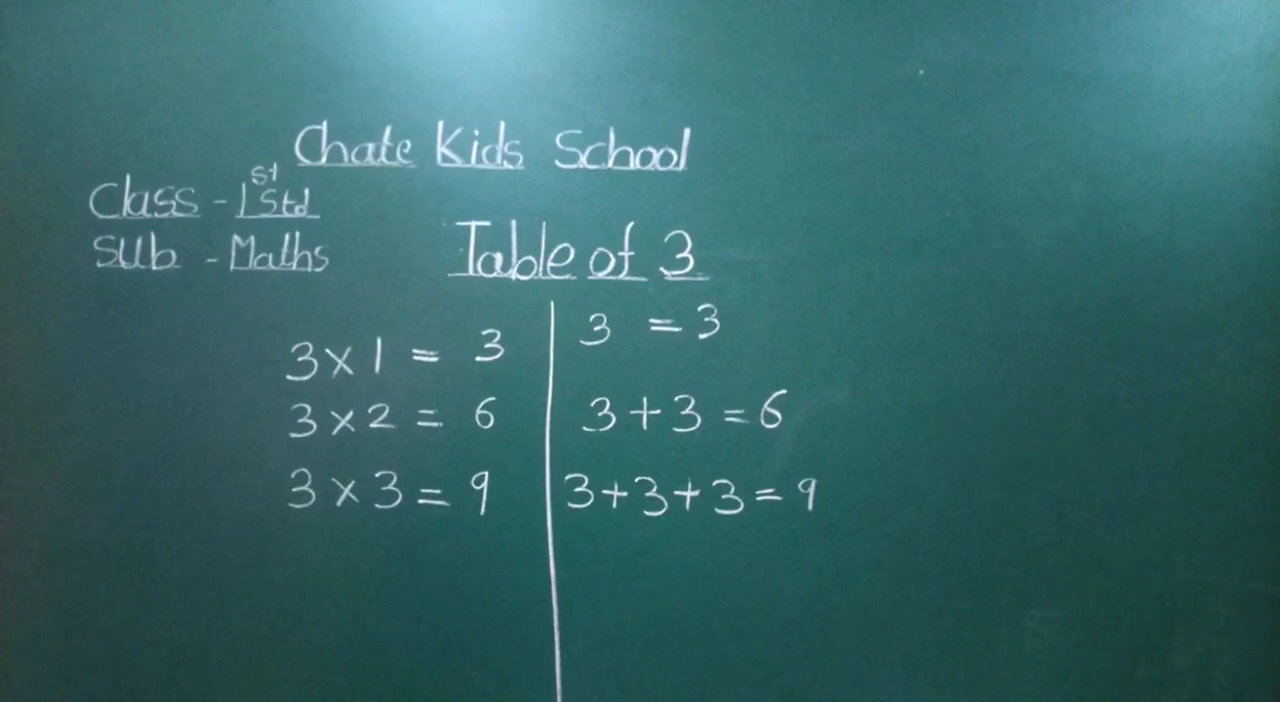 Chate Kids School
Class - 1st Std
Sub - Maths
Table of 3
3 × 1 = 3
3 × 2 = 6
3 × 3 = 9
3 = 3
3 + 3 = 6
3 + 3 + 3 = 9